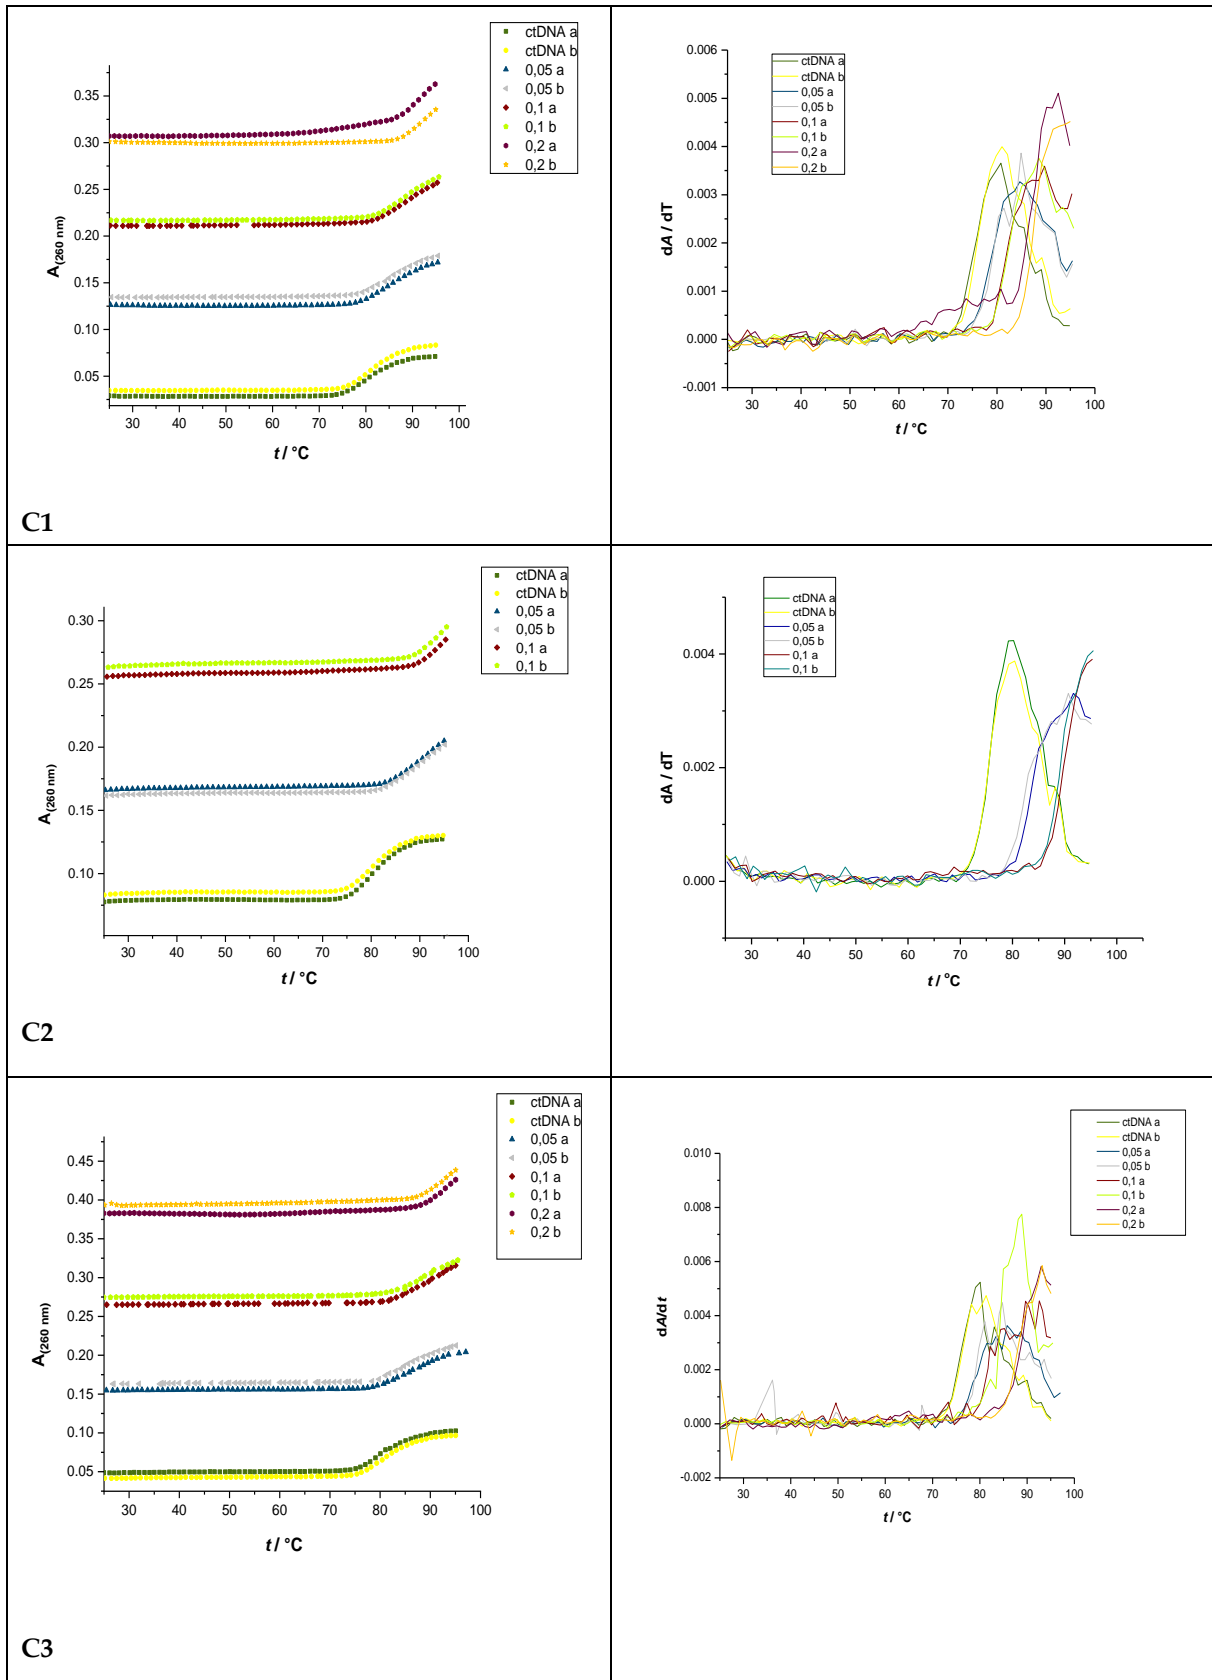 ctDNA a
ctDNA b
0,05 a
0,05 b
0,1 a
0,1 b
0,2 a
0,2 b
0.35
0.30
0.25
0.20
0.15
0.10
0.05
A(260 nm)
30 40 50 60 70 80 90 100
t / °C
C1
ctDNA a
ctDNA b
0,05 a
0,05 b
0,1 a
0,1 b
0,2 a
0,2 b
0.006
0.005
0.004
0.003
0.002
0.001
0.000
-0.001
dA / dT
30 40 50 60 70 80 90 100
t / °C
ctDNA a
ctDNA b
0,05 a
0,05 b
0,1 a
0,1 b
0.30
0.25
0.20
0.15
0.10
A(260 nm)
30 40 50 60 70 80 90 100
t / °C
C2
ctDNA a
ctDNA b
0,05 a
0,05 b
0,1 a
0,1 b
0.004
0.002
0.000
dA / dT
30 40 50 60 70 80 90 100
t / °C
ctDNA a
ctDNA b
0,05 a
0,05 b
0,1 a
0,1 b
0,2 a
0,2 b
0.45
0.40
0.35
0.30
0.25
0.20
0.15
0.10
0.05
A(260 nm)
30 40 50 60 70 80 90 100
t / °C
C3
ctDNA a
ctDNA b
0,05 a
0,05 b
0,1 a
0,1 b
0,2 a
0,2 b
0.010
0.008
0.006
0.004
0.002
0.000
-0.002
dA/dt
30 40 50 60 70 80 90 100
t / °C